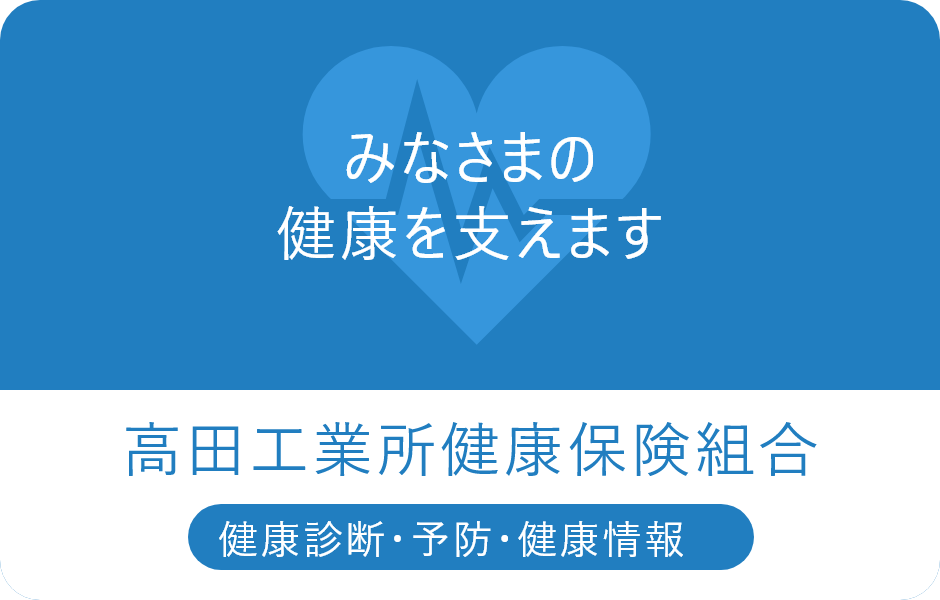 みなさまの
健康を支えます
高田工業所健康保険組合
健康診断・予防・健康情報